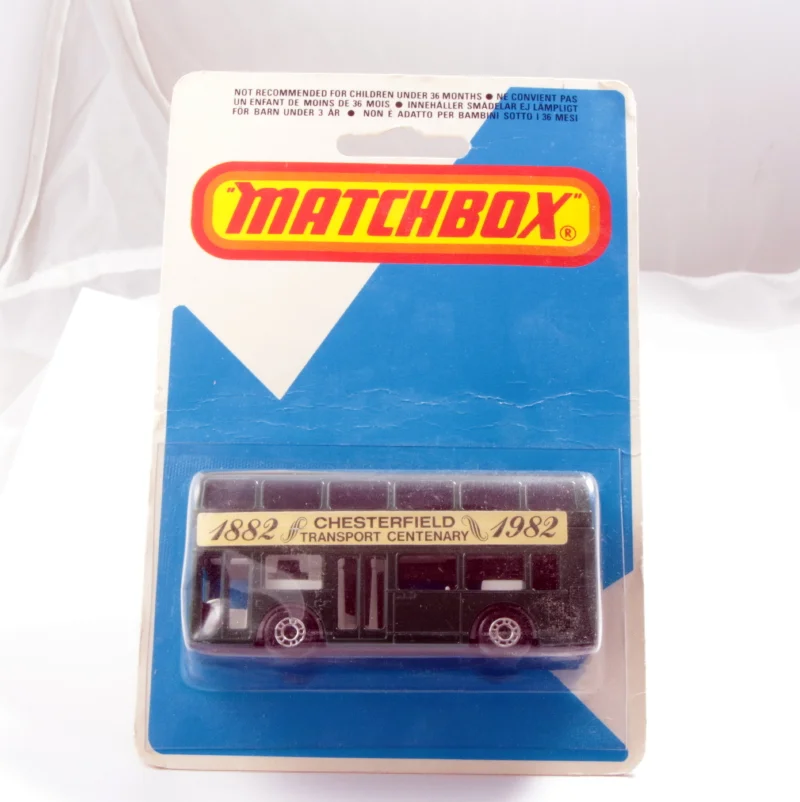 NOT RECOMMENDED FOR CHILDREN UNDER 36 MONTHS ● NE CONVIENT PAS
UN ENFANT DE MOINS DE 36 MOIS ● INNEHÅLLER SMÅDELAR EJ LÄMPLIGT
FÖR BARN UNDER 3 ÅR ● NON E ADATTO PER BAMBINI SOTTO I 36 MESI
"MATCHBOX"®
1882 CHESTERFIELD 1982
TRANSPORT CENTENARY